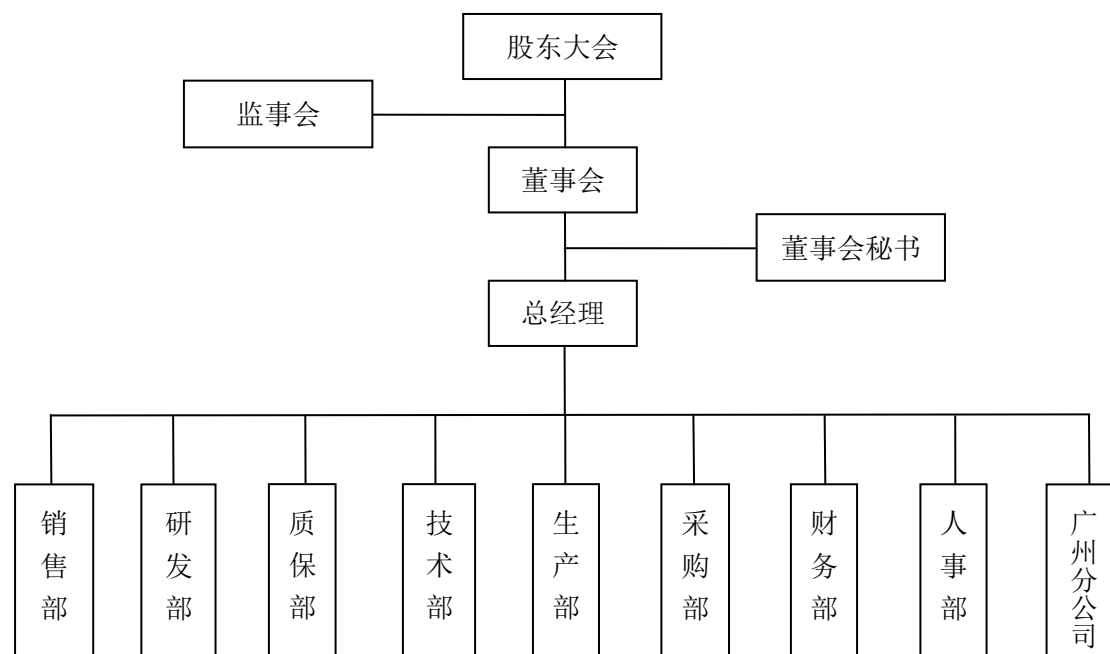 股东大会
监事会
董事会
董事会秘书
总经理
销售部
研发部
质保部
技术部
生产部
采购部
财务部
人事部
广州分公司